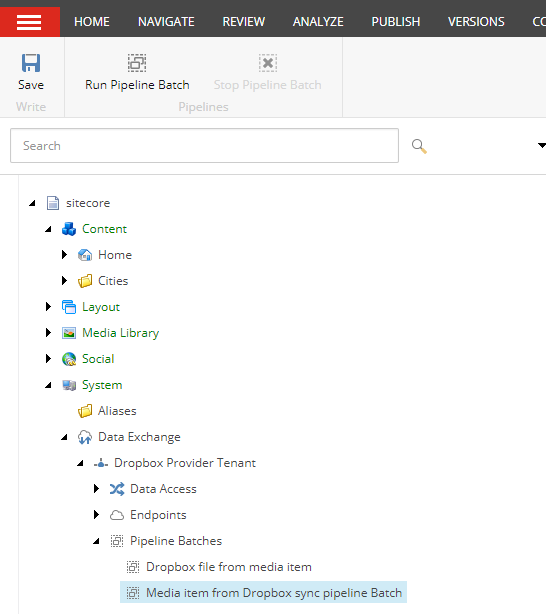 HOME NAVIGATE REVIEW ANALYZE PUBLISH VERSIONS CO
Save Run Pipeline Batch Stop Pipeline Batch
Write Pipelines
Search
sitecore
Content
Home
Cities
Layout
Media Library
Social
System
Aliases
Data Exchange
Dropbox Provider Tenant
Data Access
Endpoints
Pipeline Batches
Dropbox file from media item
Media item from Dropbox sync pipeline Batch